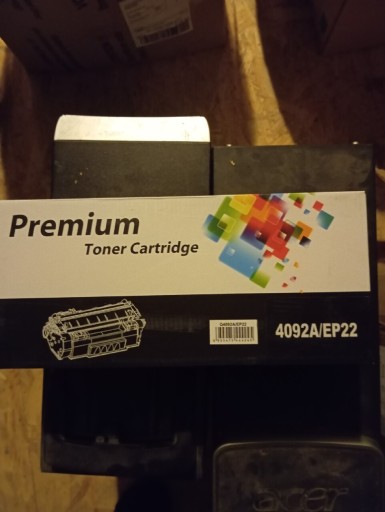 Premium
Toner Cartridge
4092A/EP22
acer